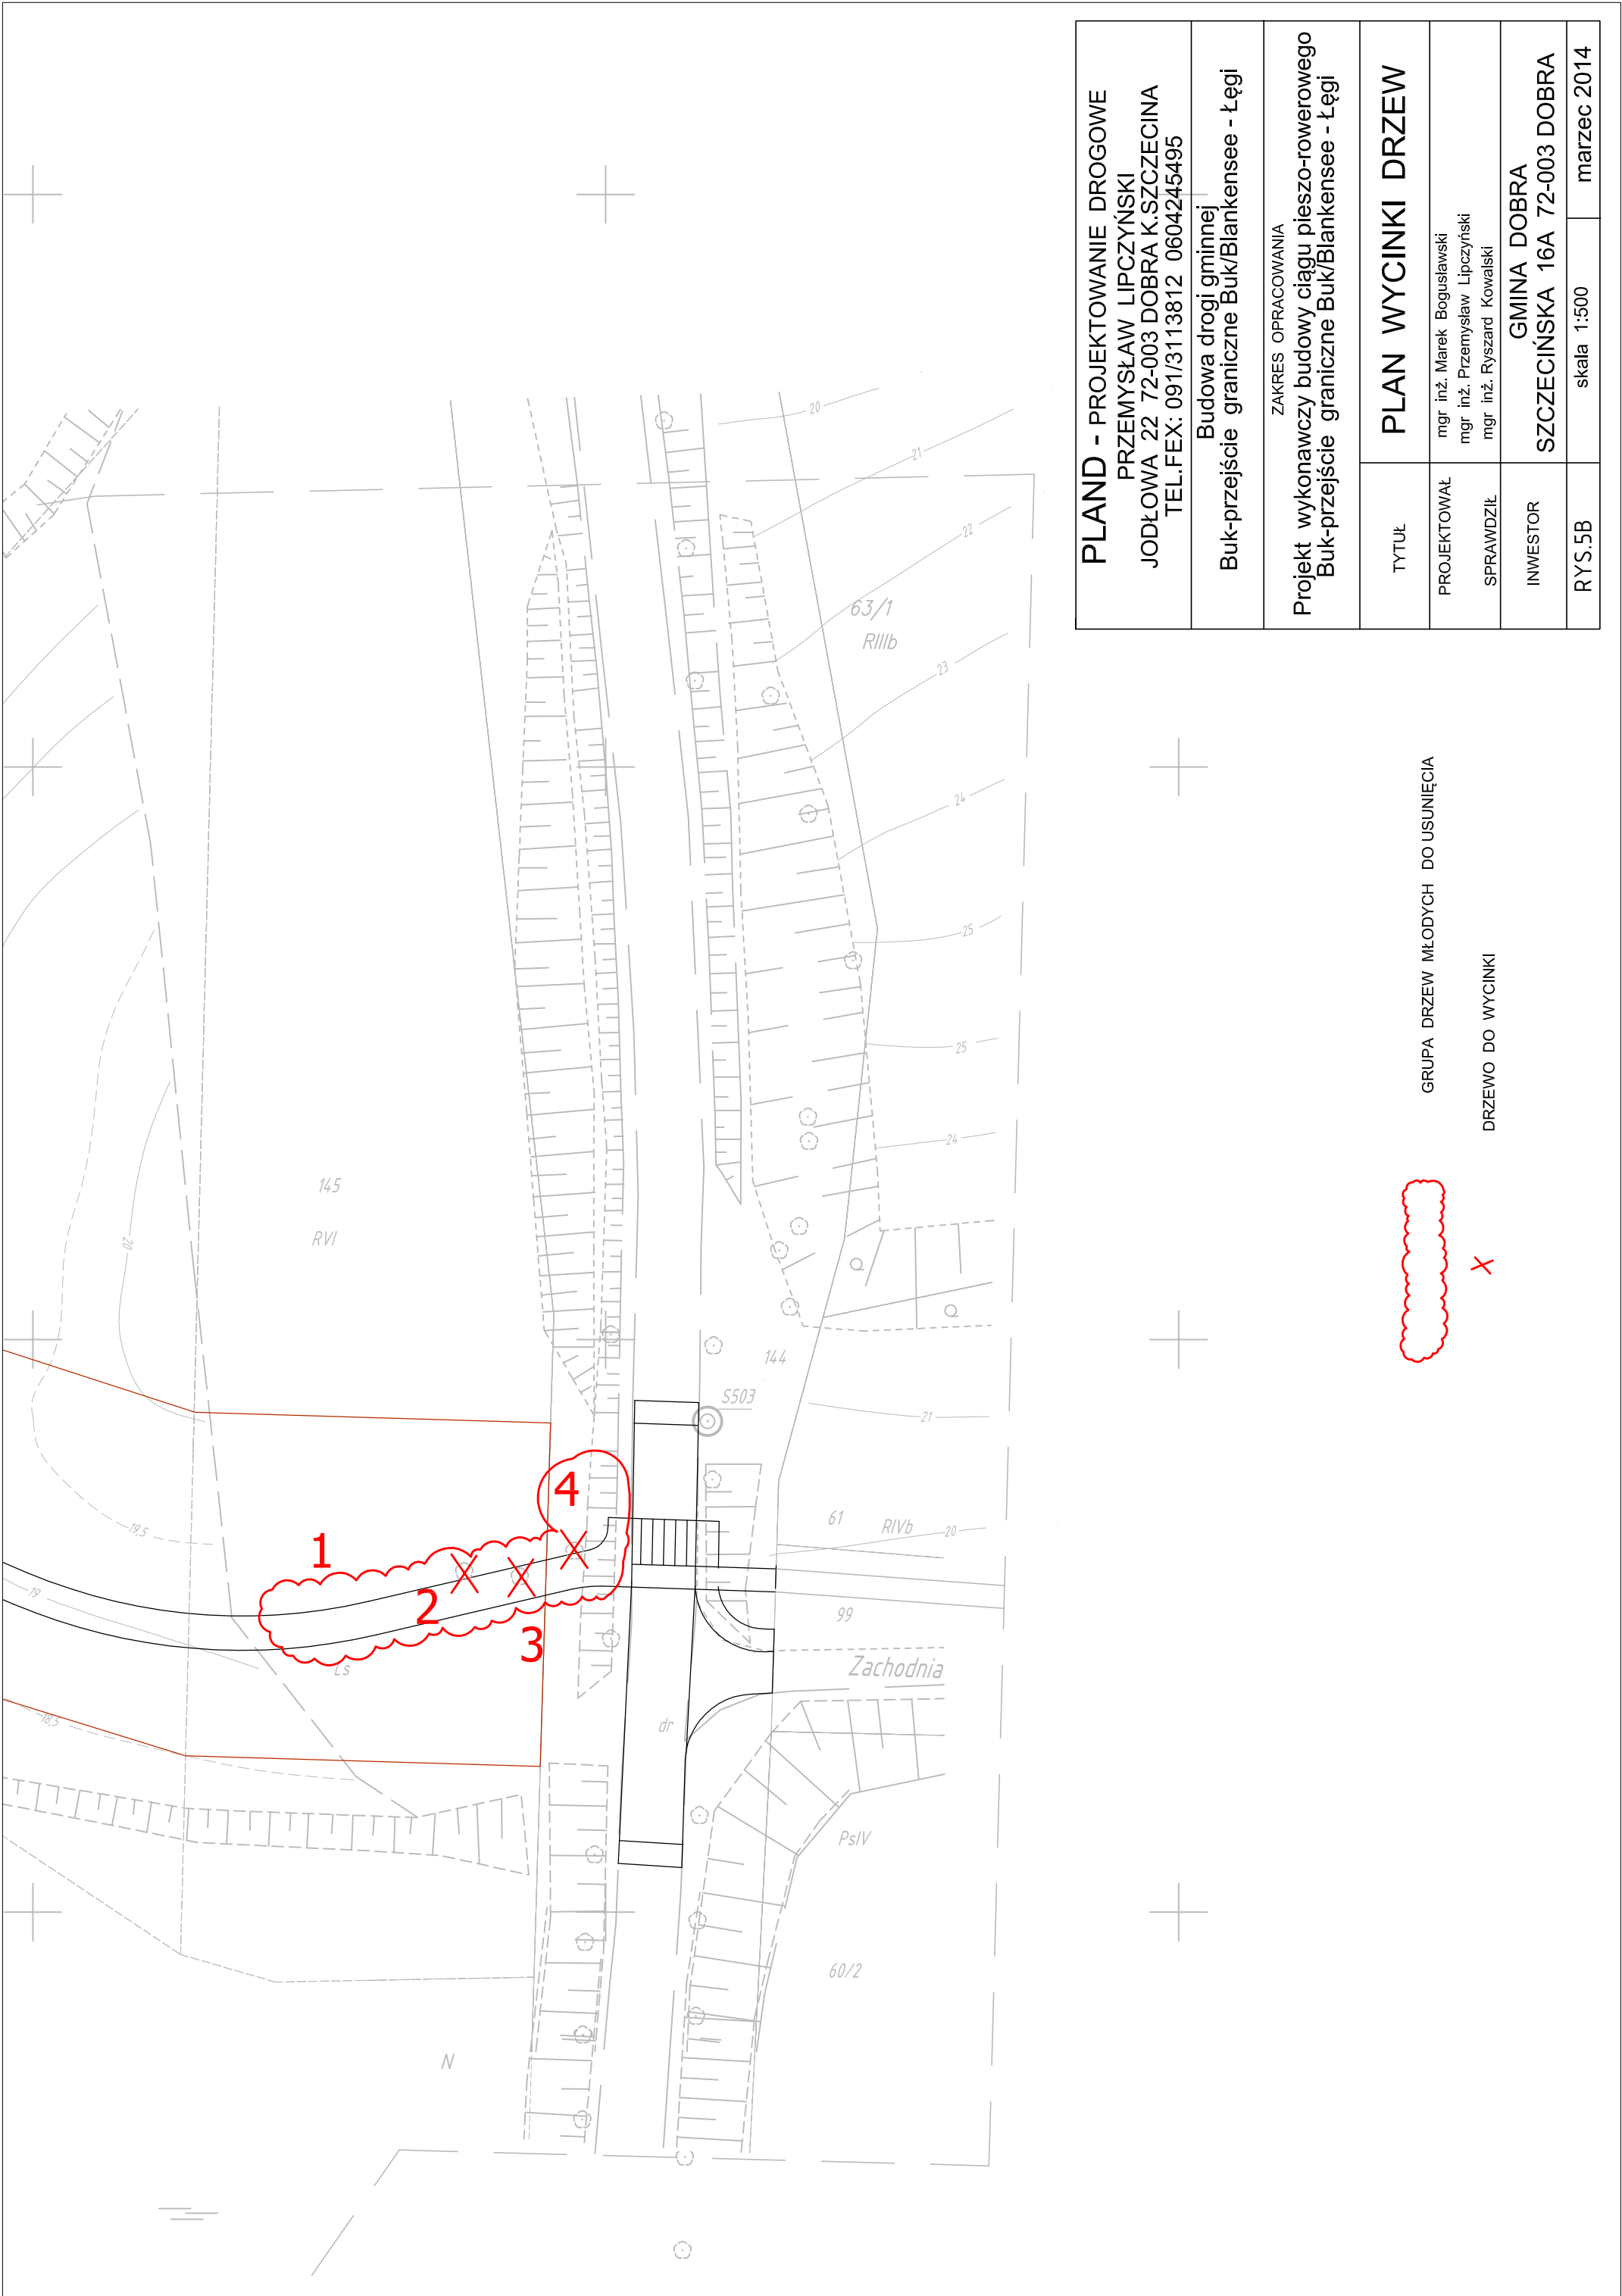 PLAND - PROJEKTOWANIE DROGOWE
PRZEMYSŁAW LIPCZYŃSKI
JODŁOWA 22 72-003 DOBRA K.SZCZECINA
TEL.FEX: 091/3113812 0604245495
Budowa drogi gminnej
Buk-przejście graniczne Buk/Blankensee - Łęgi
ZAKRES OPRACOWANIA
Projekt wykonawczy budowy ciągu pieszo-rowerowego
Buk-przejście graniczne Buk/Blankensee - Łęgi
TYTUŁ
PLAN WYCINKI DRZEW
PROJEKTOWAŁ
mgr inż. Marek Bogusławski
mgr inż. Przemysław Lipczyński
SPRAWDZIŁ
mgr inż. Ryszard Kowalski
INWESTOR
GMINA DOBRA
SZCZECIŃSKA 16A 72-003 DOBRA
RYS.5B
skala 1:500
marzec 2014
GRUPA DRZEW MŁODYCH DO USUNIĘCIA
DRZEWO DO WYCINKI
20
21
22
63/1
RIIIb
23
24
25
25
24
145
RVI
20
144
S503
21
4
61
RIVb
20
19,5
1
19
2
3
99
Ls
Zachodnia
18,5
dr
PsIV
60/2
N